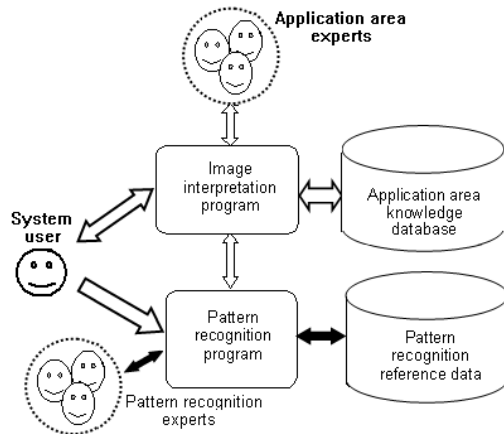 Application area
experts
Image
interpretation
program
Application area
knowledge
database
System
user
Pattern
recognition
program
Pattern
recognition
reference data
Pattern recognition
experts